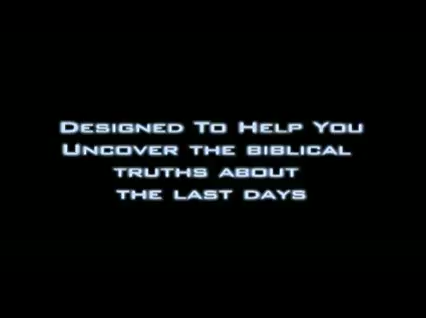 Designed To Help You
Uncover the biblical
truths about
the last days